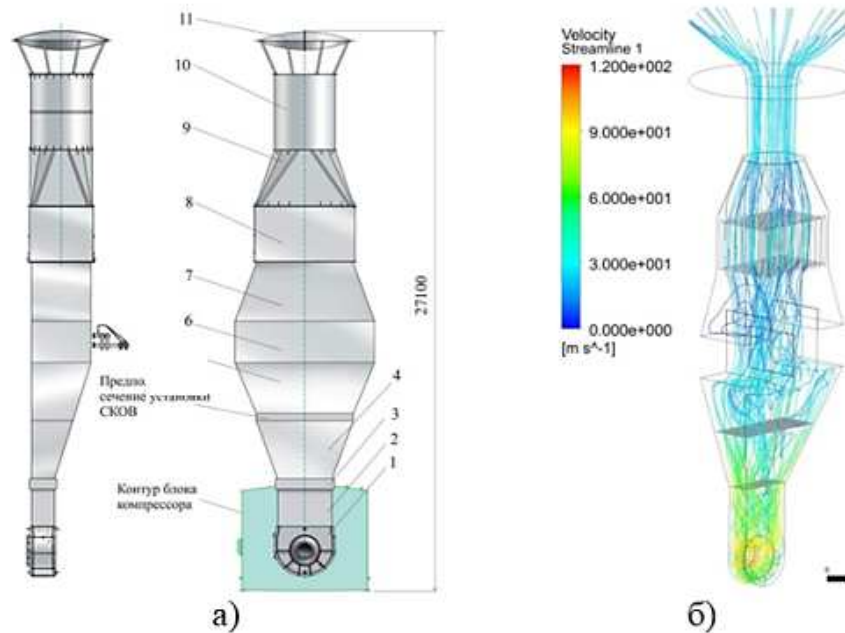 11
10
9
8
7
6
сечение установки
СКОВ
4
3
2
1
Контур блока
компрессора
27100
а)
Velocity
Streamline 1
1.200e+002
9.000e+001
6.000e+001
3.000e+001
0.000e+000
[m s^-1]
б)